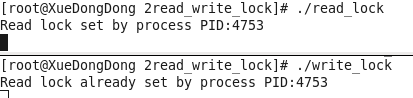 [root@XueDongDong 2read_write_lock]# ./read_lock
Read lock set by process PID:4753
[root@XueDongDong 2read_write_lock]# ./write_lock
Read lock already set by process PID:4753